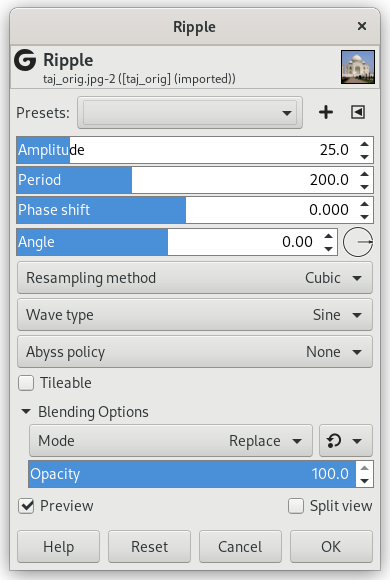 Ripple
Ripple
taj_orig.jpg-2 ([taj_orig] (imported))
Presets:
Amplitude 25.0
Period 200.0
Phase shift 0.000
Angle 0.00
Resampling method Cubic
Wave type Sine
Abyss policy None
Tileable
Blending Options
Mode Replace
Opacity 100.0
Preview Split view
Help Reset Cancel OK